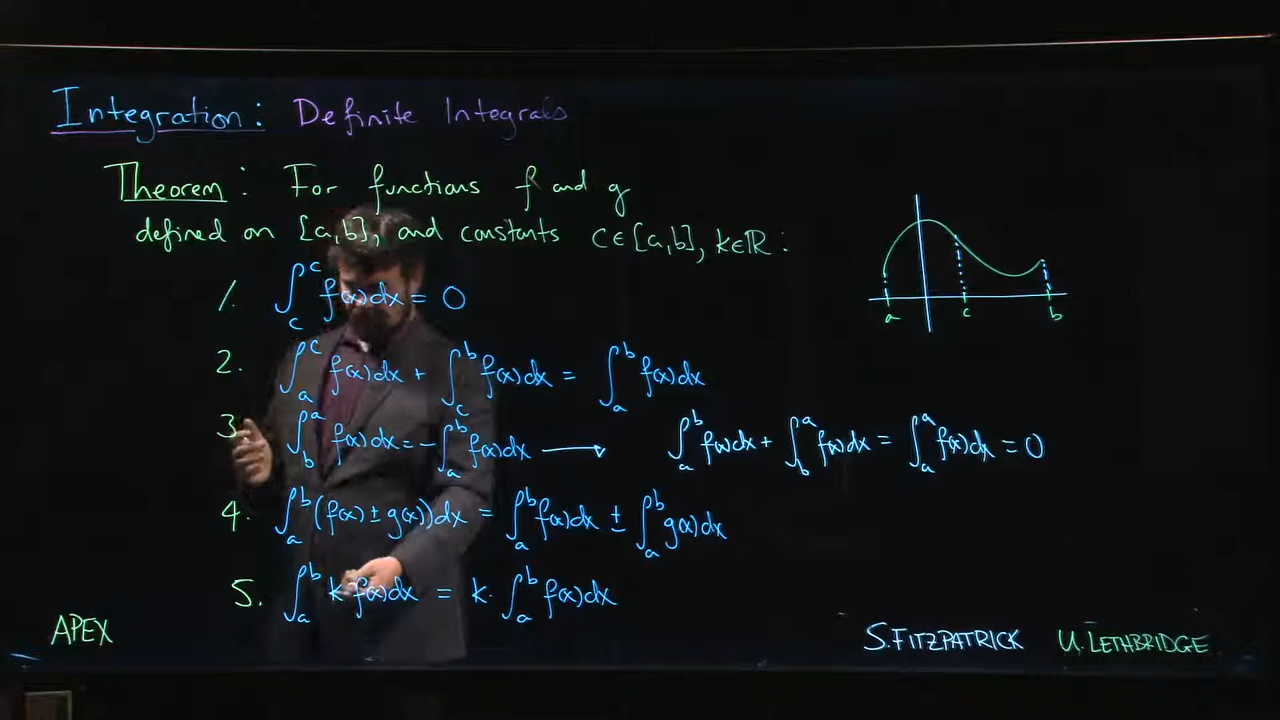 Integration: Definite Integrals
Theorem: For functions f and g
defined on [a,b], and constants c∈[a,b], k∈ℝ:
1. ∫_c^c f(x)dx = 0
2. ∫_a^c f(x)dx + ∫_c^b f(x)dx = ∫_a^b f(x)dx
3. ∫_b^a f(x)dx = -∫_a^b f(x)dx ⟶ ∫_a^b f(x)dx + ∫_b^a f(x)dx = ∫_a^a f(x)dx = 0
4. ∫_a^b (f(x) ± g(x))dx = ∫_a^b f(x)dx ± ∫_a^b g(x)dx
5. ∫_a^b k·f(x)dx = k·∫_a^b f(x)dx
a c b
APEX
S. FITZPATRICK U. LETHBRIDGE